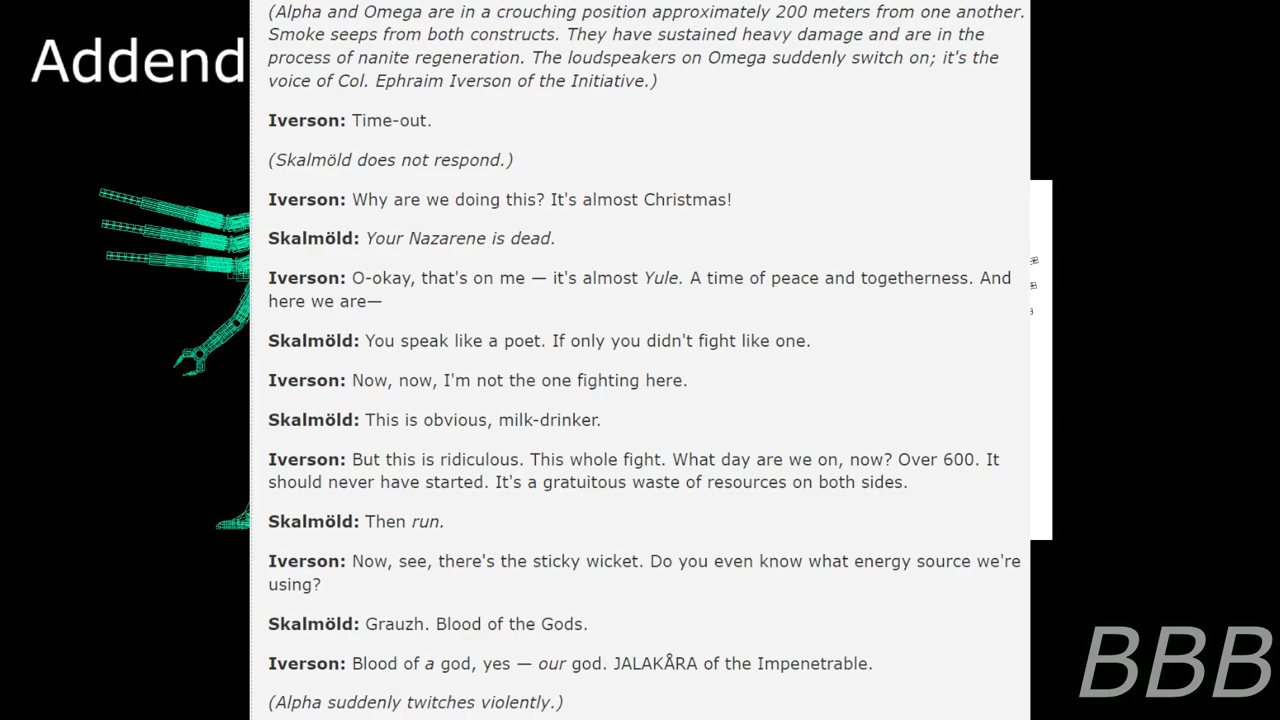 (Alpha and Omega are in a crouching position approximately 200 meters from one another.
Addend
Smoke seeps from both constructs. They have sustained heavy damage and are in the
process of nanite regeneration. The loudspeakers on Omega suddenly switch on; it's the
voice of Col. Ephraim Iverson of the Initiative.)
Iverson: Time-out.
(Skalmöld does not respond.)
Iverson: Why are we doing this? It's almost Christmas!
Skalmöld: Your Nazarene is dead.
Iverson: O-okay, that's on me — it's almost Yule. A time of peace and togetherness. And
here we are—
Skalmöld: You speak like a poet. If only you didn't fight like one.
Iverson: Now, now, I'm not the one fighting here.
Skalmöld: This is obvious, milk-drinker.
Iverson: But this is ridiculous. This whole fight. What day are we on, now? Over 600. It
should never have started. It's a gratuitous waste of resources on both sides.
Skalmöld: Then run.
Iverson: Now, see, there's the sticky wicket. Do you even know what energy source we're
using?
Skalmöld: Grauzh. Blood of the Gods.
Iverson: Blood of a god, yes — our god. JALAKÅRA of the Impenetrable.
(Alpha suddenly twitches violently.)
BBB